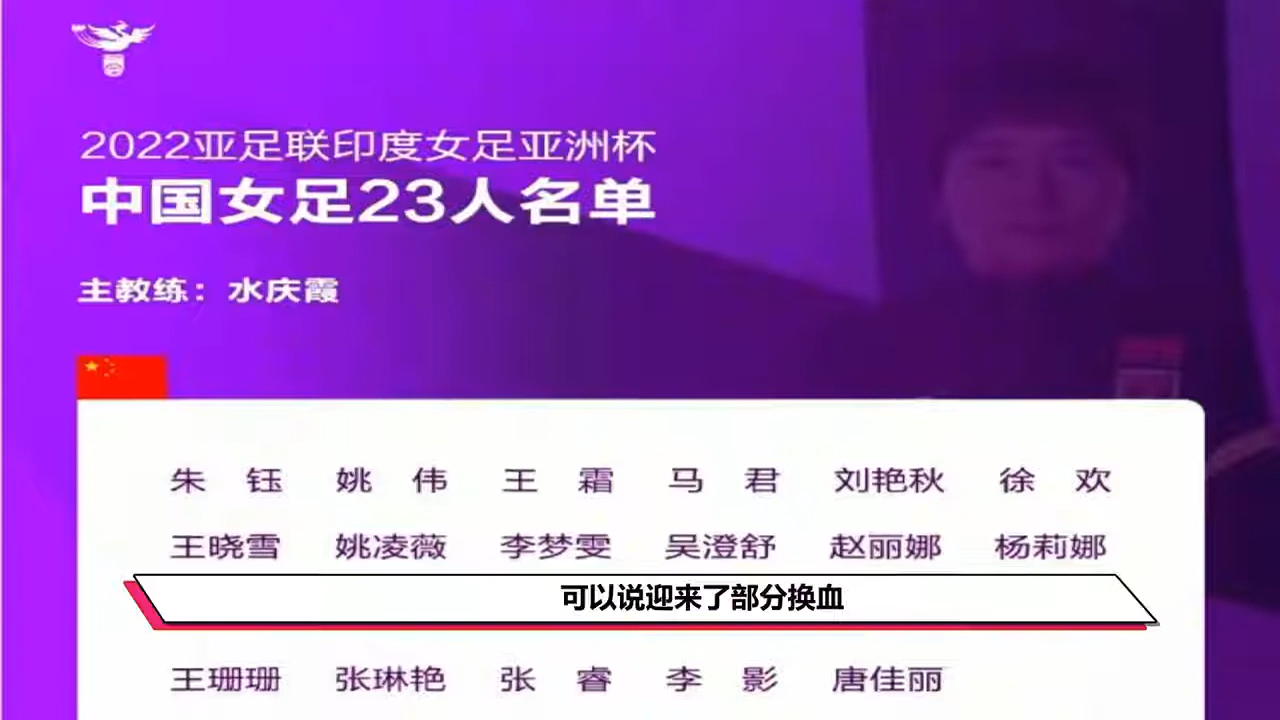 2022亚足联印度女足亚洲杯
中国女足23人名单
主教练：水庆霞
朱钰 姚伟 王霜 马君 刘艳秋 徐欢
王晓雪 姚凌薇 李梦雯 吴澄舒 赵丽娜 杨莉娜
可以说迎来了部分换血
王珊珊 张琳艳 张睿 李影 唐佳丽